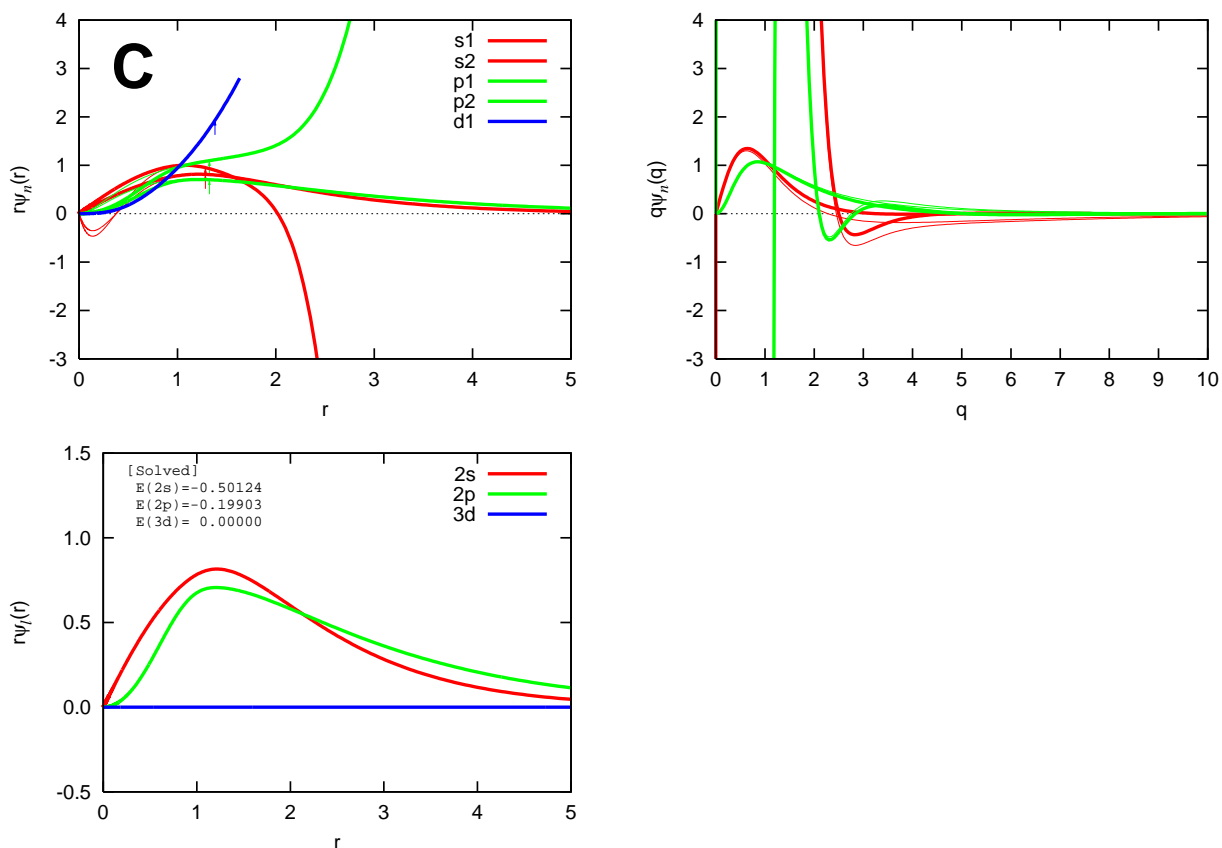 4
3
2
1
0
-1
-2
-3
0 1 2 3 4 5
rψn(r)
r
C
s1
s2
p1
p2
d1
4
3
2
1
0
-1
-2
-3
0 1 2 3 4 5 6 7 8 9 10
qψn(q)
q
1.5
1.0
0.5
0.0
-0.5
0 1 2 3 4 5
rψl(r)
r
[Solved]
E(2s)=-0.50124
E(2p)=-0.19903
E(3d)= 0.00000
2s
2p
3d